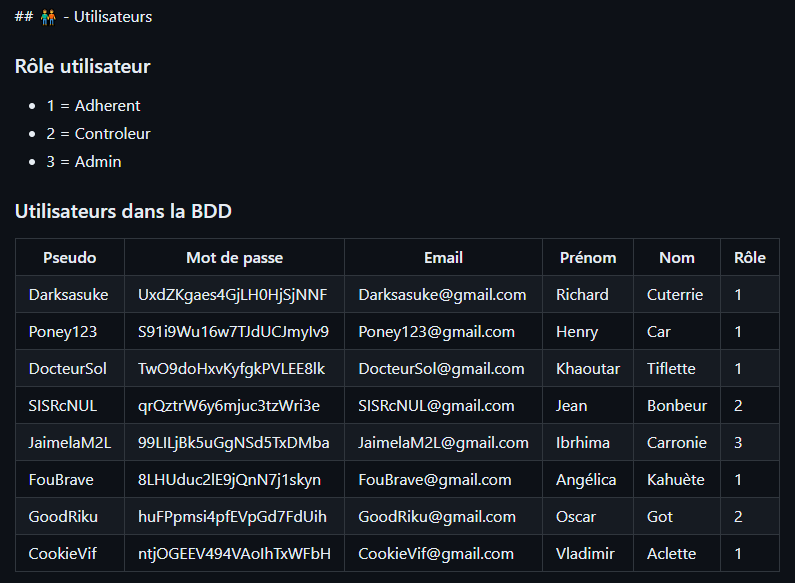 ## 🧑‍🤝‍🧑 - Utilisateurs
Rôle utilisateur
1 = Adherent
2 = Controleur
3 = Admin
Utilisateurs dans la BDD
Pseudo Mot de passe Email Prénom Nom Rôle
Darksasuke UxdZKgaes4GjLH0HjSjNNF Darksasuke@gmail.com Richard Cuterrie 1
Poney123 S91i9Wu16w7TJdUCJmyIv9 Poney123@gmail.com Henry Car 1
DocteurSol TwO9doHxvKyfgkPVLEE8lk DocteurSol@gmail.com Khaoutar Tiflette 1
SISRcNUL qrQztrW6y6mjuc3tzWri3e SISRcNUL@gmail.com Jean Bonbeur 2
JaimelaM2L 99LILjBk5uGgNSd5TxDMba JaimelaM2L@gmail.com Ibrhima Carronie 3
FouBrave 8LHUduc2lE9jQnN7j1skyn FouBrave@gmail.com Angélica Kahuète 1
GoodRiku huFPpmsi4pfEVpGd7FdUih GoodRiku@gmail.com Oscar Got 2
CookieVif ntjOGEEV494VAoIhTxWFbH CookieVif@gmail.com Vladimir Aclette 1